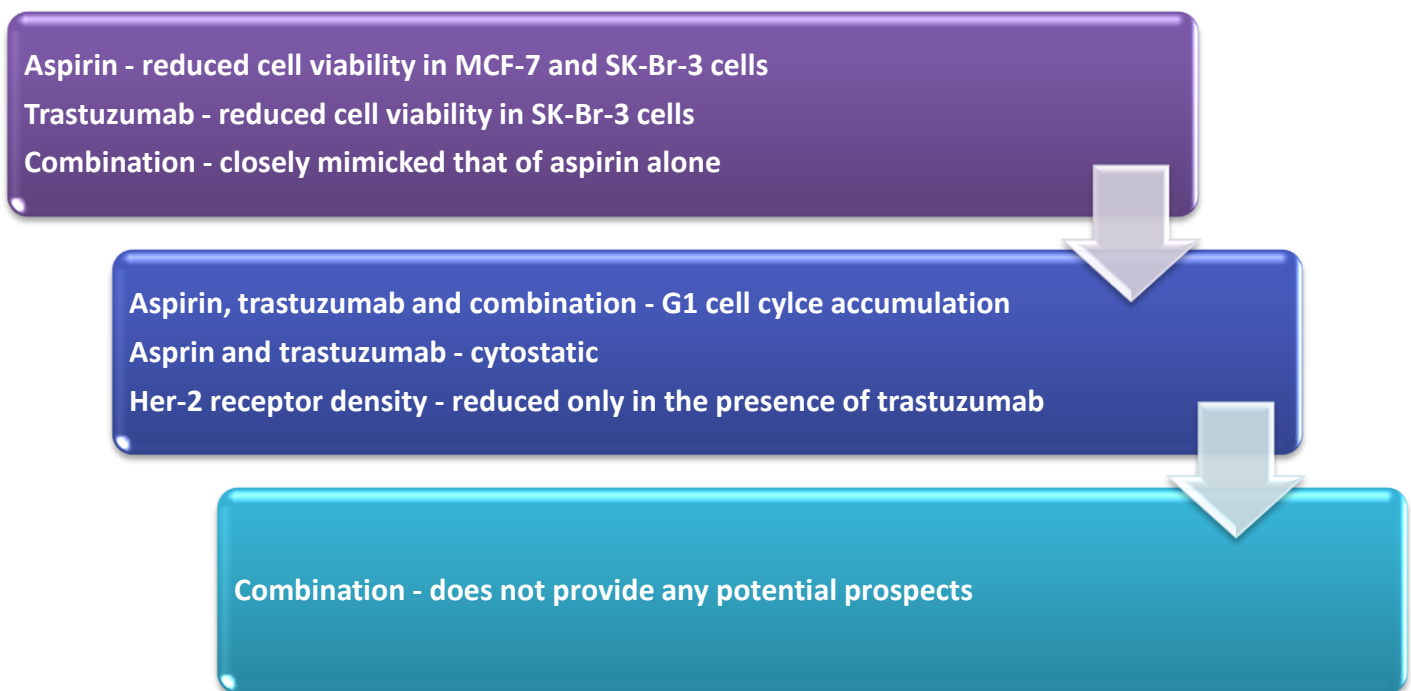 Aspirin - reduced cell viability in MCF-7 and SK-Br-3 cells
Trastuzumab - reduced cell viability in SK-Br-3 cells
Combination - closely mimicked that of aspirin alone
Aspirin, trastuzumab and combination - G1 cell cylce accumulation
Asprin and trastuzumab - cytostatic
Her-2 receptor density - reduced only in the presence of trastuzumab
Combination - does not provide any potential prospects